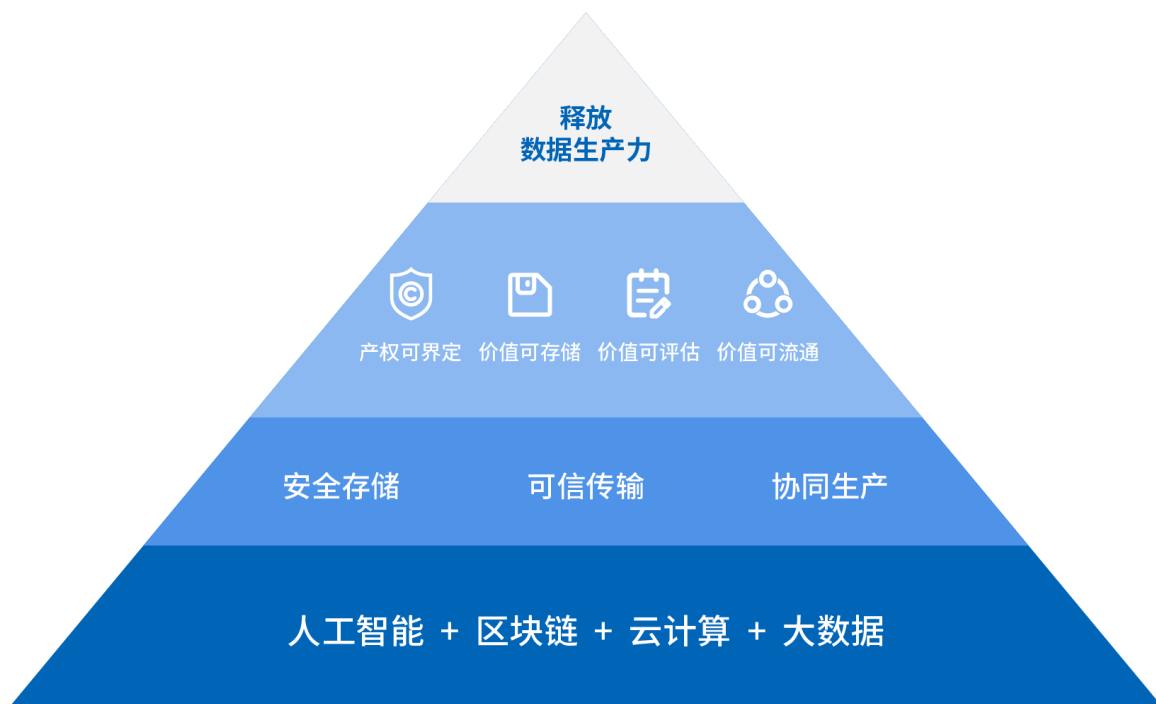 释放
数据生产力
产权可界定 价值可存储 价值可评估 价值可流通
安全存储 可信传输 协同生产
人工智能 + 区块链 + 云计算 + 大数据